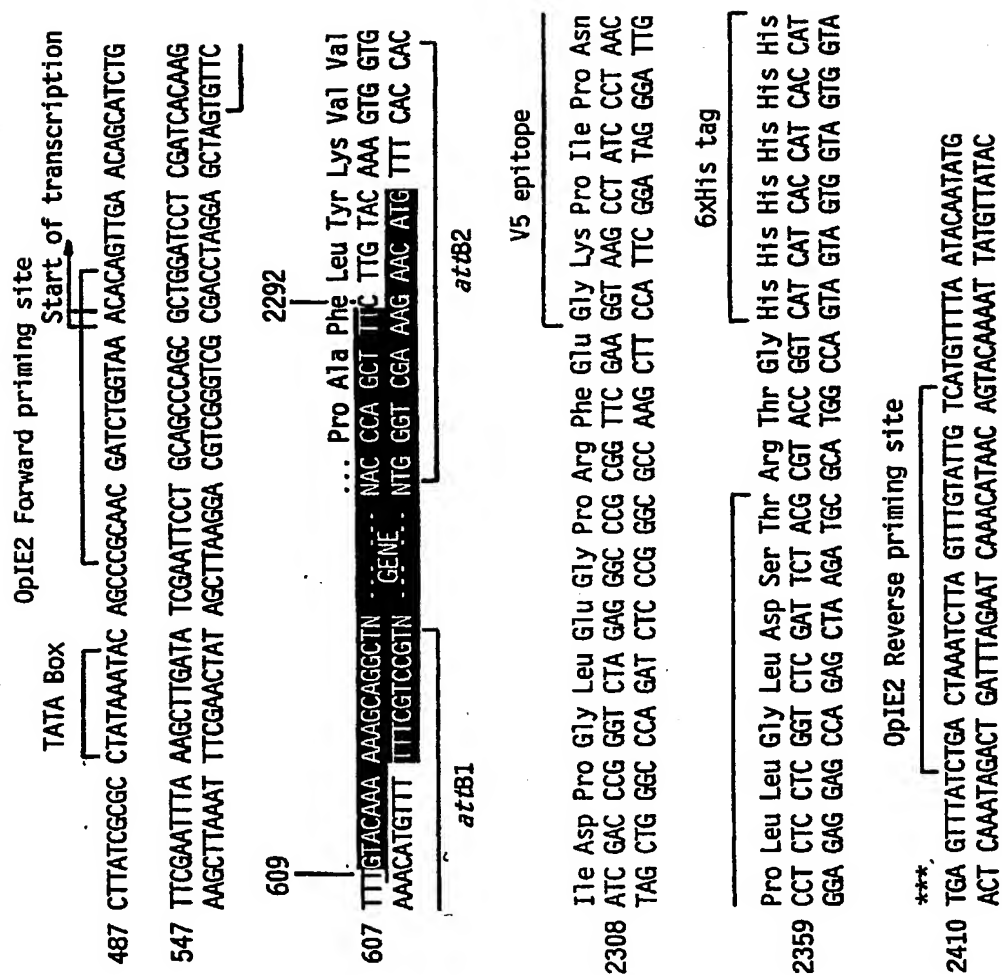 OpIE2 Forward priming site
TATA Box
Start of transcription
487 CTTATCGCGC CTATAAATAC AGCCCGCAAC GATCTGGTAA ACACAGTTGA ACAGCATCTG
547 TTCGAATTTA AAGCTTGATA TCGAATTCCT GCAGCCCAGC GCTGGATCCT CGATCACAAG
AAGCTTAAAT TTCGAACTAT AGCTTAAGGA CGTCGGGTCG CGACCTAGGA GCTAGTGTTC
609
2292
... Pro Ala Phe Leu Tyr Lys Val Val
607 TTTGTACAAA AAAGCAGGCTN --- --- NAC CCA GCT TTC TTG TAC AAA GTG GTG
GENE
AAACATGTTT TTTCGTCCGTN --- --- NTG GGT CGA AAG AAC ATG TTT CAC CAC
attB1
attB2
V5 epitope
Ile Asp Pro Gly Leu Glu Gly Pro Arg Phe Glu Gly Lys Pro Ile Pro Asn
2308 ATC GAC CCG GGT CTA GAG GGC CCG CGG TTC GAA GGT AAG CCT ATC CCT AAC
TAG CTG GGC CCA GAT CTC CCG GGC GCC AAG CTT CCA TTC GGA TAG GGA TTG
6xHis tag
Pro Leu Leu Gly Leu Asp Ser Thr Arg Thr Gly His His His His His His
2359 CCT CTC CTC GGT CTC GAT TCT ACG CGT ACC GGT CAT CAT CAC CAT CAC CAT
GGA GAG GAG CCA GAG CTA AGA TGC GCA TGG CCA GTA GTA GTG GTA GTG GTA
OpIE2 Reverse priming site
***
2410 TGA GTTTATCTGA CTAAATCTTA GTTTGTATTG TCATGTTTTA ATACAATATG
ACT CAAATAGACT GATTTAGAAT CAAACATAAC AGTACAAAAT TATGTTATAC